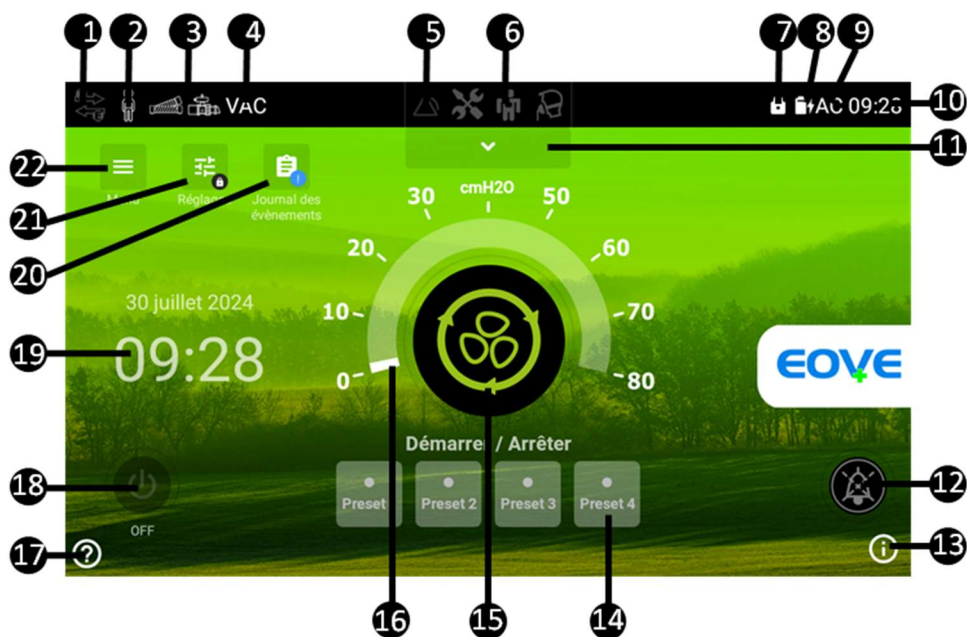 1 2 3 4 5 6 7 8 9
VAC AC 09:28 10
11
22 Menu Réglages Journal des
évènements
21
20
cmH2O
30 50
20 60
10 70
0 80
30 juillet 2024
19 09:28
EOVE
Démarrer / Arrêter
18 Preset Preset 2 Preset 3 Preset 4 12
OFF
17 ? i 13
16 15 14